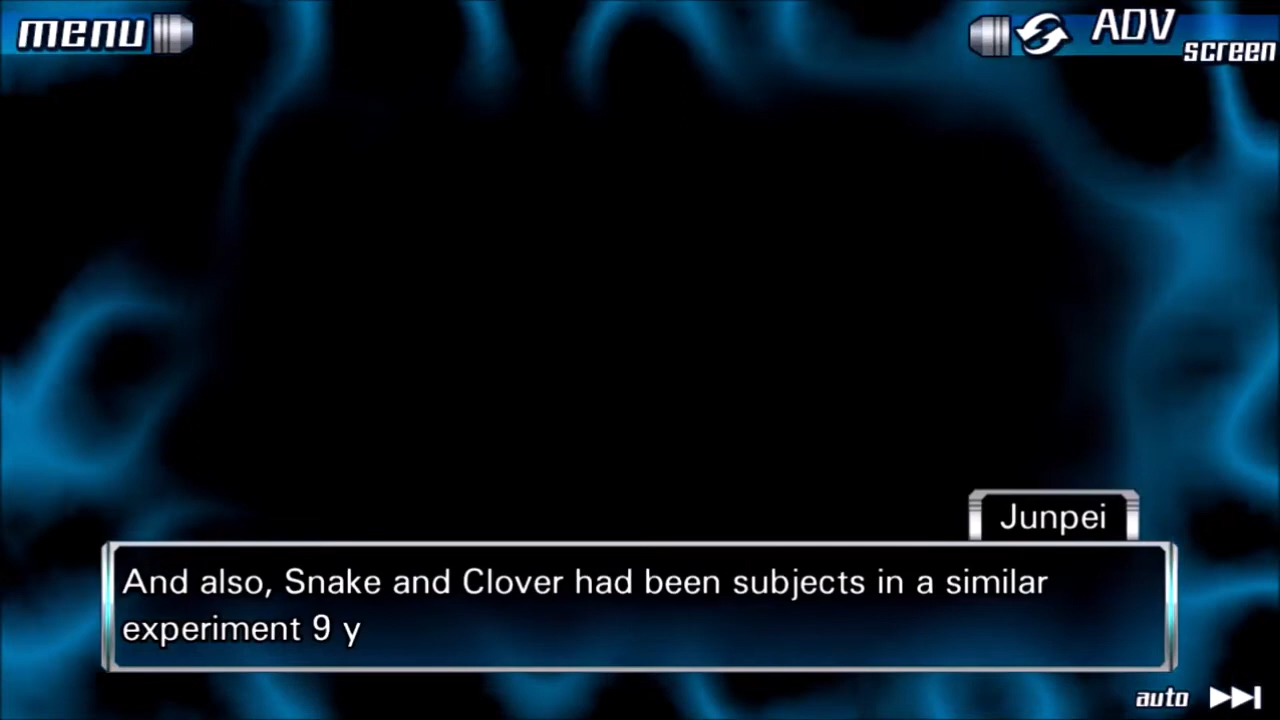 menu
ADV
screen
Junpei
And also, Snake and Clover had been subjects in a similar
experiment 9 y
auto